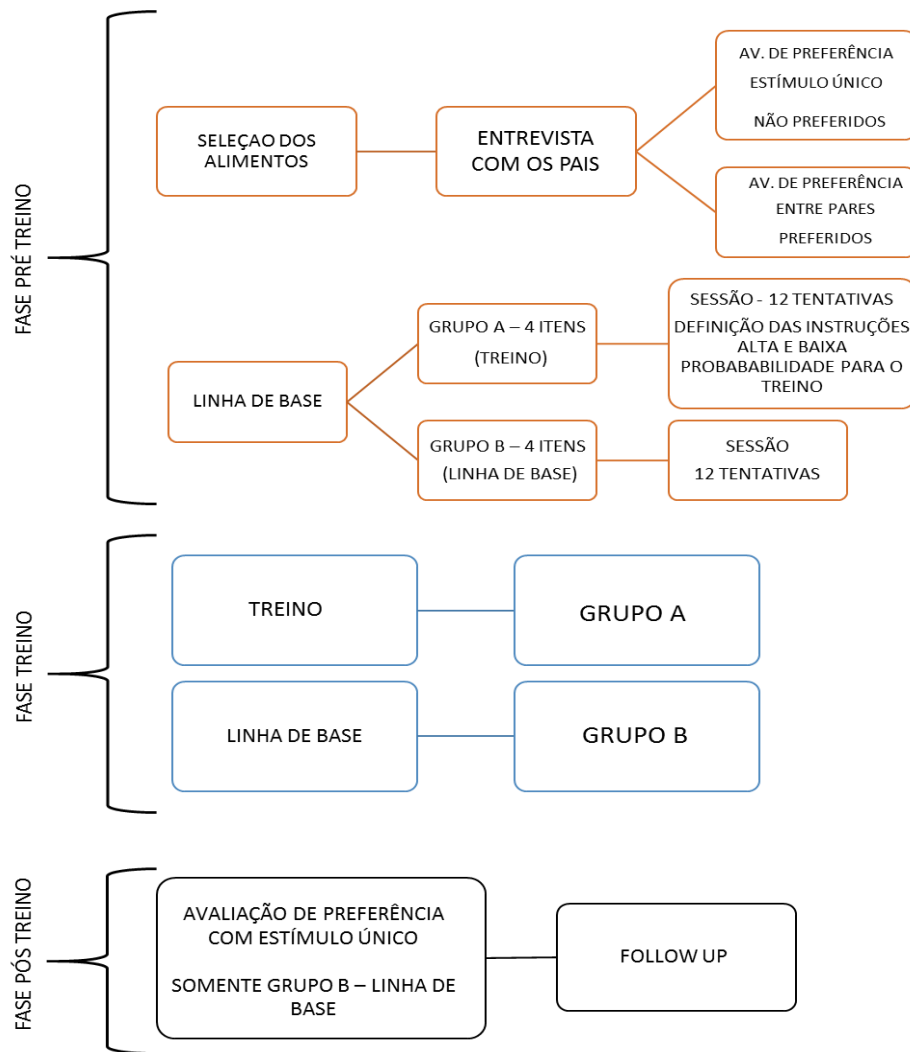 FASE PRÉ TREINO
SELEÇAO DOS
ALIMENTOS
ENTREVISTA
COM OS PAIS
AV. DE PREFERÊNCIA
ESTÍMULO ÚNICO
NÃO PREFERIDOS
AV. DE PREFERÊNCIA
ENTRE PARES
PREFERIDOS
LINHA DE BASE
GRUPO A – 4 ITENS
(TREINO)
SESSÃO - 12 TENTATIVAS
DEFINIÇÃO DAS INSTRUÇÕES
ALTA E BAIXA
PROBABABILIDADE PARA O
TREINO
GRUPO B – 4 ITENS
(LINHA DE BASE)
SESSÃO
12 TENTATIVAS
FASE TREINO
TREINO
GRUPO A
LINHA DE BASE
GRUPO B
FASE PÓS TREINO
AVALIAÇÃO DE PREFERÊNCIA
COM ESTÍMULO ÚNICO
SOMENTE GRUPO B – LINHA DE
BASE
FOLLOW UP